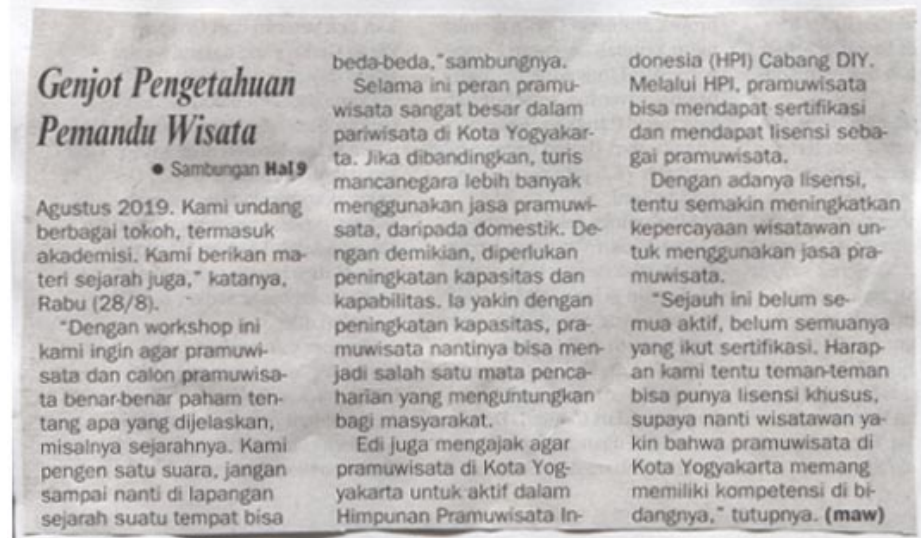 Genjot Pengetahuan
Pemandu Wisata
● Sambungan Hal 9
Agustus 2019. Kami undang
berbagai tokoh, termasuk
akademisi. Kami berikan ma-
teri sejarah juga," katanya,
Rabu (28/8).
"Dengan workshop ini
kami ingin agar pramuwi-
sata dan calon pramuwisa-
ta benar-benar paham ten-
tang apa yang dijelaskan,
misalnya sejarahnya. Kami
pengen satu suara, jangan
sampai nanti di lapangan
sejarah suatu tempat bisa
beda-beda,"sambungnya.
Selama ini peran pramu-
wisata sangat besar dalam
pariwisata di Kota Yogyakar-
ta. Jika dibandingkan, turis
mancanegara lebih banyak
menggunakan jasa pramuwi-
sata, daripada domestik. De-
ngan demikian, diperlukan
peningkatan kapasitas dan
kapabilitas. Ia yakin dengan
peningkatan kapasitas, pra-
muwisata nantinya bisa men-
jadi salah satu mata penca-
harian yang menguntungkan
bagi masyarakat.
Edi juga mengajak agar
pramuwisata di Kota Yog-
yakarta untuk aktif dalam
Himpunan Pramuwisata In-
donesia (HPI) Cabang DIY.
Melalui HPI, pramuwisata
bisa mendapat sertifikasi
dan mendapat lisensi seba-
gai pramuwisata.
Dengan adanya lisensi,
tentu semakin meningkatkan
kepercayaan wisatawan un-
tuk menggunakan jasa pra-
muwisata.
"Sejauh ini belum se-
mua aktif, belum semuanya
yang ikut sertifikasi. Harap-
an kami tentu teman-teman
bisa punya lisensi khusus,
supaya nanti wisatawan ya-
kin bahwa pramuwisata di
Kota Yogyakarta memang
memiliki kompetensi di bi-
dangnya," tutupnya. (maw)